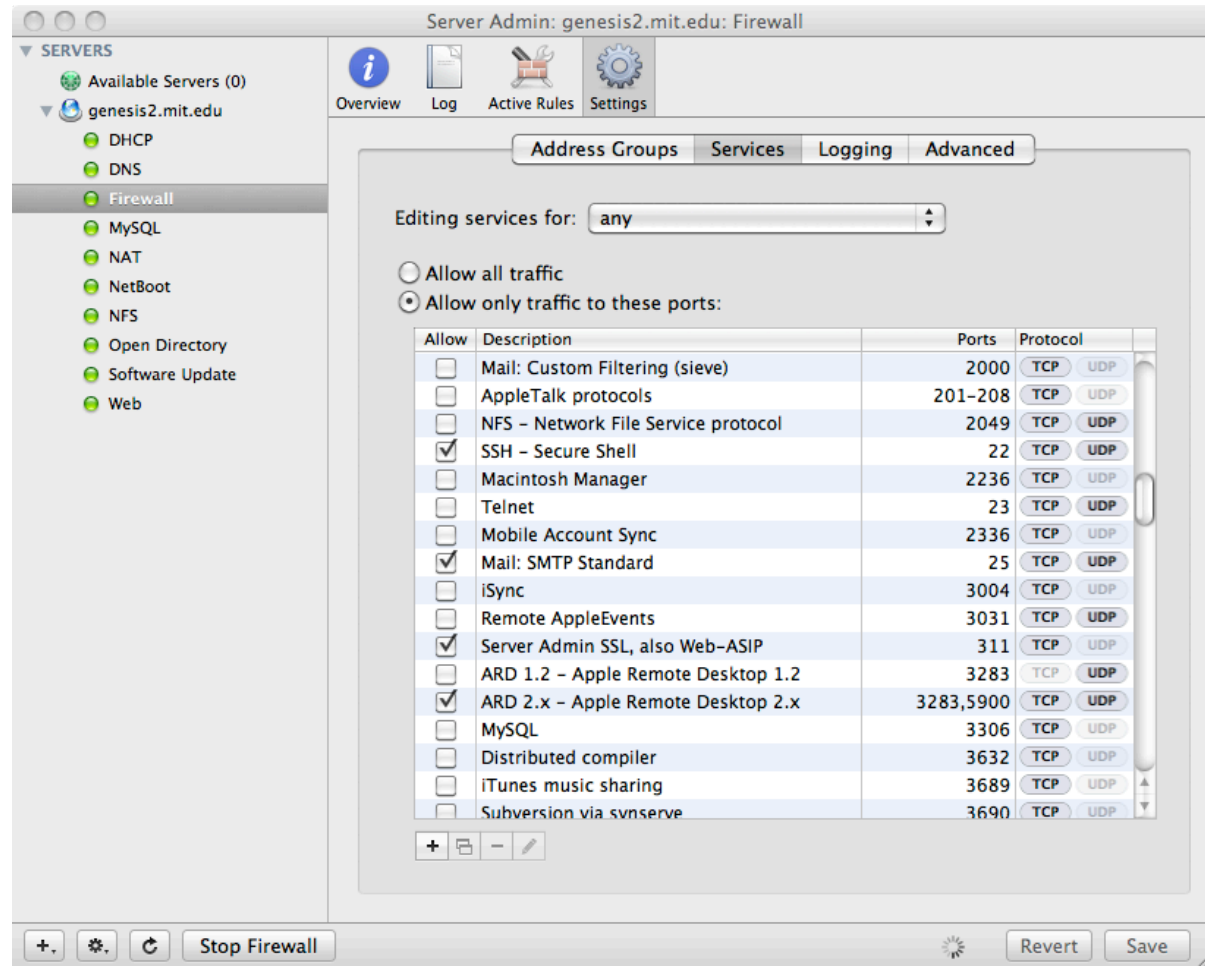 Server Admin: genesis2.mit.edu: Firewall
SERVERS
Available Servers (0)
genesis2.mit.edu
DHCP
DNS
Firewall
MySQL
NAT
NetBoot
NFS
Open Directory
Software Update
Web
Overview Log Active Rules Settings
Address Groups Services Logging Advanced
Editing services for: any
Allow all traffic
Allow only traffic to these ports:
Allow Description Ports Protocol
Mail: Custom Filtering (sieve) 2000 TCP UDP
AppleTalk protocols 201-208 TCP UDP
NFS - Network File Service protocol 2049 TCP UDP
SSH - Secure Shell 22 TCP UDP
Macintosh Manager 2236 TCP UDP
Telnet 23 TCP UDP
Mobile Account Sync 2336 TCP UDP
Mail: SMTP Standard 25 TCP UDP
iSync 3004 TCP UDP
Remote AppleEvents 3031 TCP UDP
Server Admin SSL, also Web-ASIP 311 TCP UDP
ARD 1.2 - Apple Remote Desktop 1.2 3283 TCP UDP
ARD 2.x - Apple Remote Desktop 2.x 3283,5900 TCP UDP
MySQL 3306 TCP UDP
Distributed compiler 3632 TCP UDP
iTunes music sharing 3689 TCP UDP
Subversion via svnserve 3690 TCP UDP
Stop Firewall
Revert Save